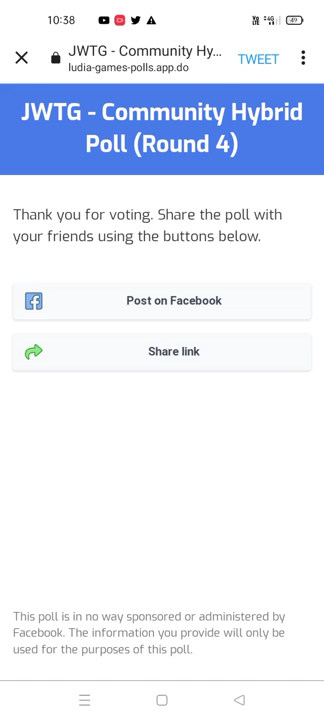 10:38
49
JWTG - Community Hy...
ludia-games-polls.app.do
TWEET
JWTG - Community Hybrid
Poll (Round 4)
Thank you for voting. Share the poll with
your friends using the buttons below.
Post on Facebook
Share link
This poll is in no way sponsored or administered by
Facebook. The information you provide will only be
used for the purposes of this poll.